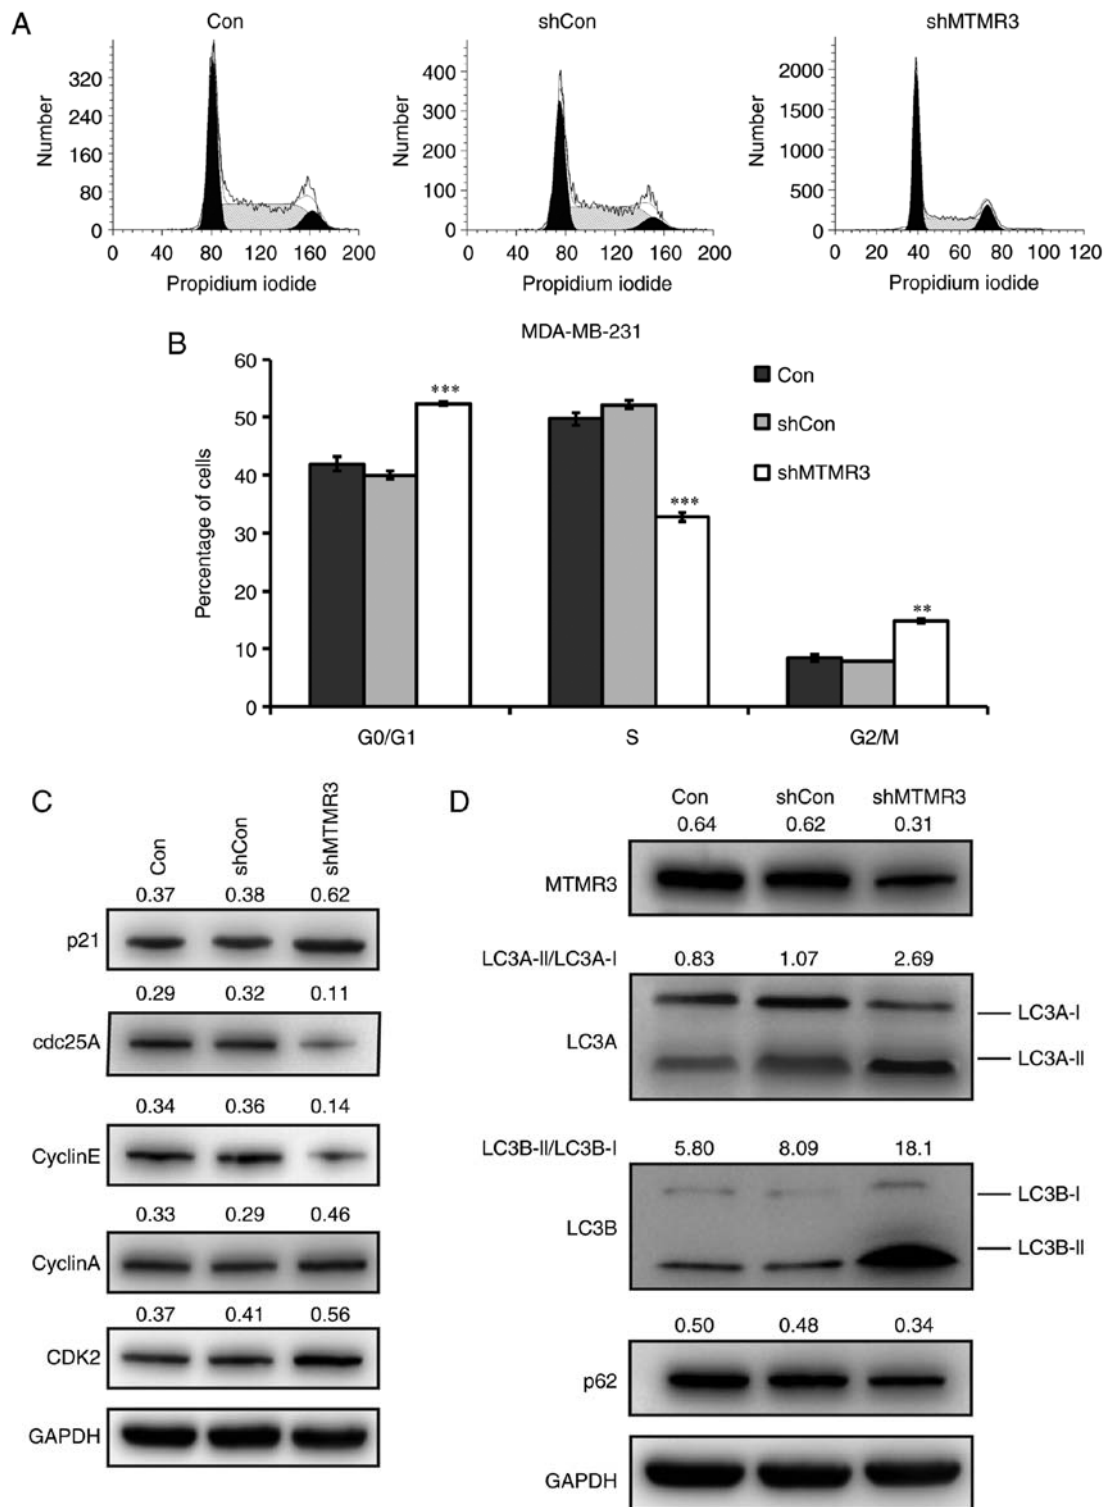 A
Con
shCon
shMTMR3
Number
320
240
160
80
0
0 40 80 120 160 200
Propidium iodide
Number
400
300
200
100
0
0 40 80 120 160 200
Propidium iodide
Number
2000
1500
1000
500
0
0 20 40 60 80 100 120
Propidium iodide
B
MDA-MB-231
Percentage of cells
60
50
40
30
20
10
0
***
***
**
G0/G1 S G2/M
Con
shCon
shMTMR3
C
Con shCon shMTMR3
0.37 0.38 0.62
p21
0.29 0.32 0.11
cdc25A
0.34 0.36 0.14
CyclinE
0.33 0.29 0.46
CyclinA
0.37 0.41 0.56
CDK2
GAPDH
D
Con shCon shMTMR3
0.64 0.62 0.31
MTMR3
LC3A-II/LC3A-I 0.83 1.07 2.69
LC3A
LC3A-I
LC3A-II
LC3B-II/LC3B-I 5.80 8.09 18.1
LC3B
LC3B-I
LC3B-II
0.50 0.48 0.34
p62
GAPDH